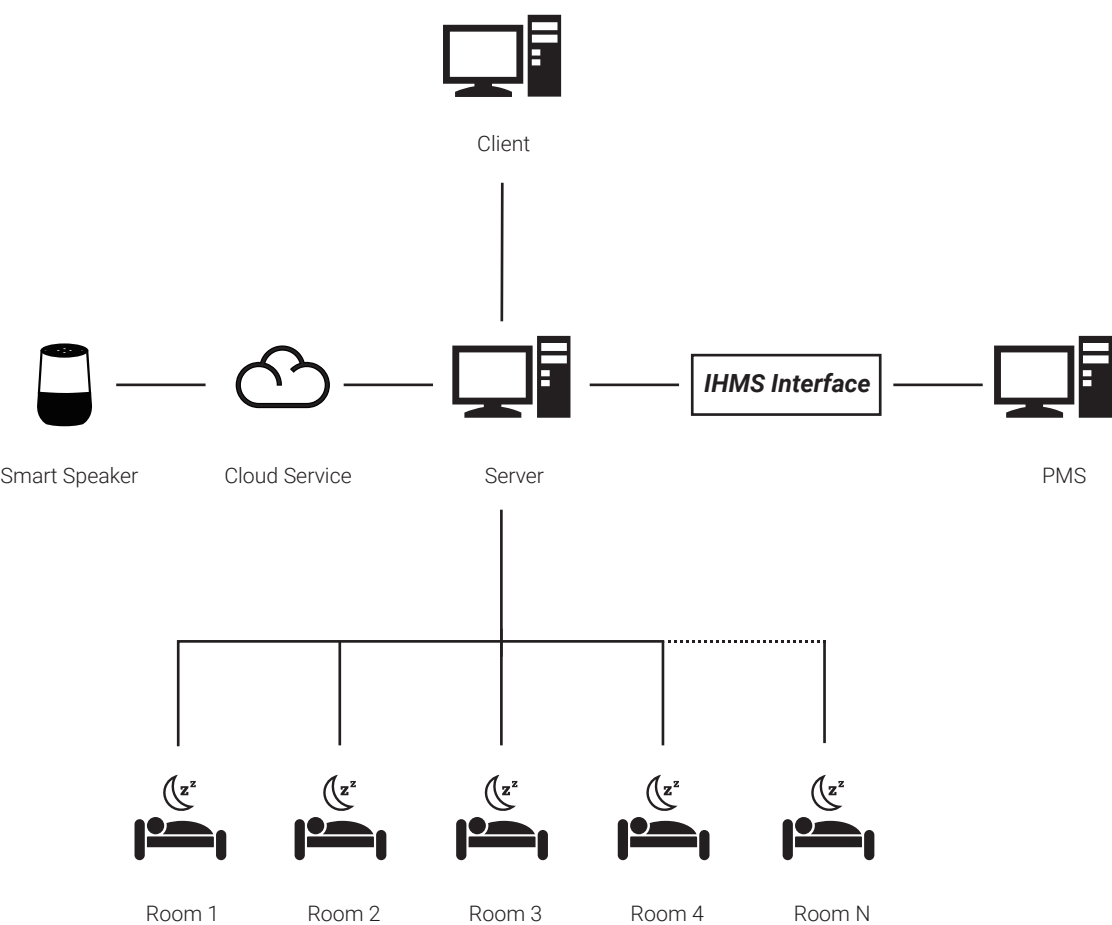 Client
IHMS Interface
Smart Speaker
Cloud Service
Server
PMS
z z
z z
z z
z z
z z
Room 1
Room 2
Room 3
Room 4
Room N